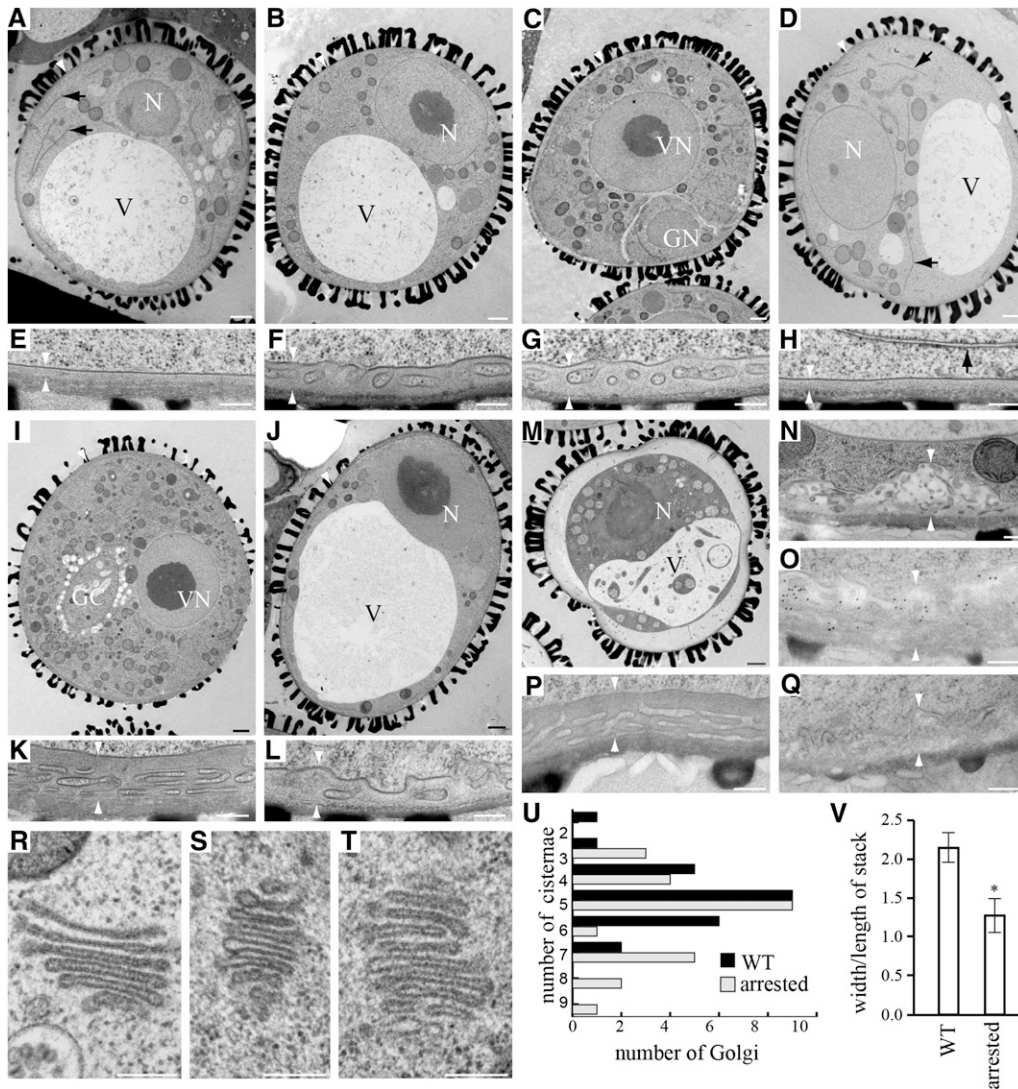 A
N
V
B
N
V
C
VN
GN
D
N
V
E
F
G
H
I
GC
VN
J
N
V
M
N
V
N
O
K
L
P
Q
R
S
T
U
number of cisternae
2
3
4
5
6
7
8
9
WT
arrested
0 2 4 6 8 10
number of Golgi
V
width/length of stack
2.5
2.0
1.5
1.0
0.5
0.0
*
WT
arrested